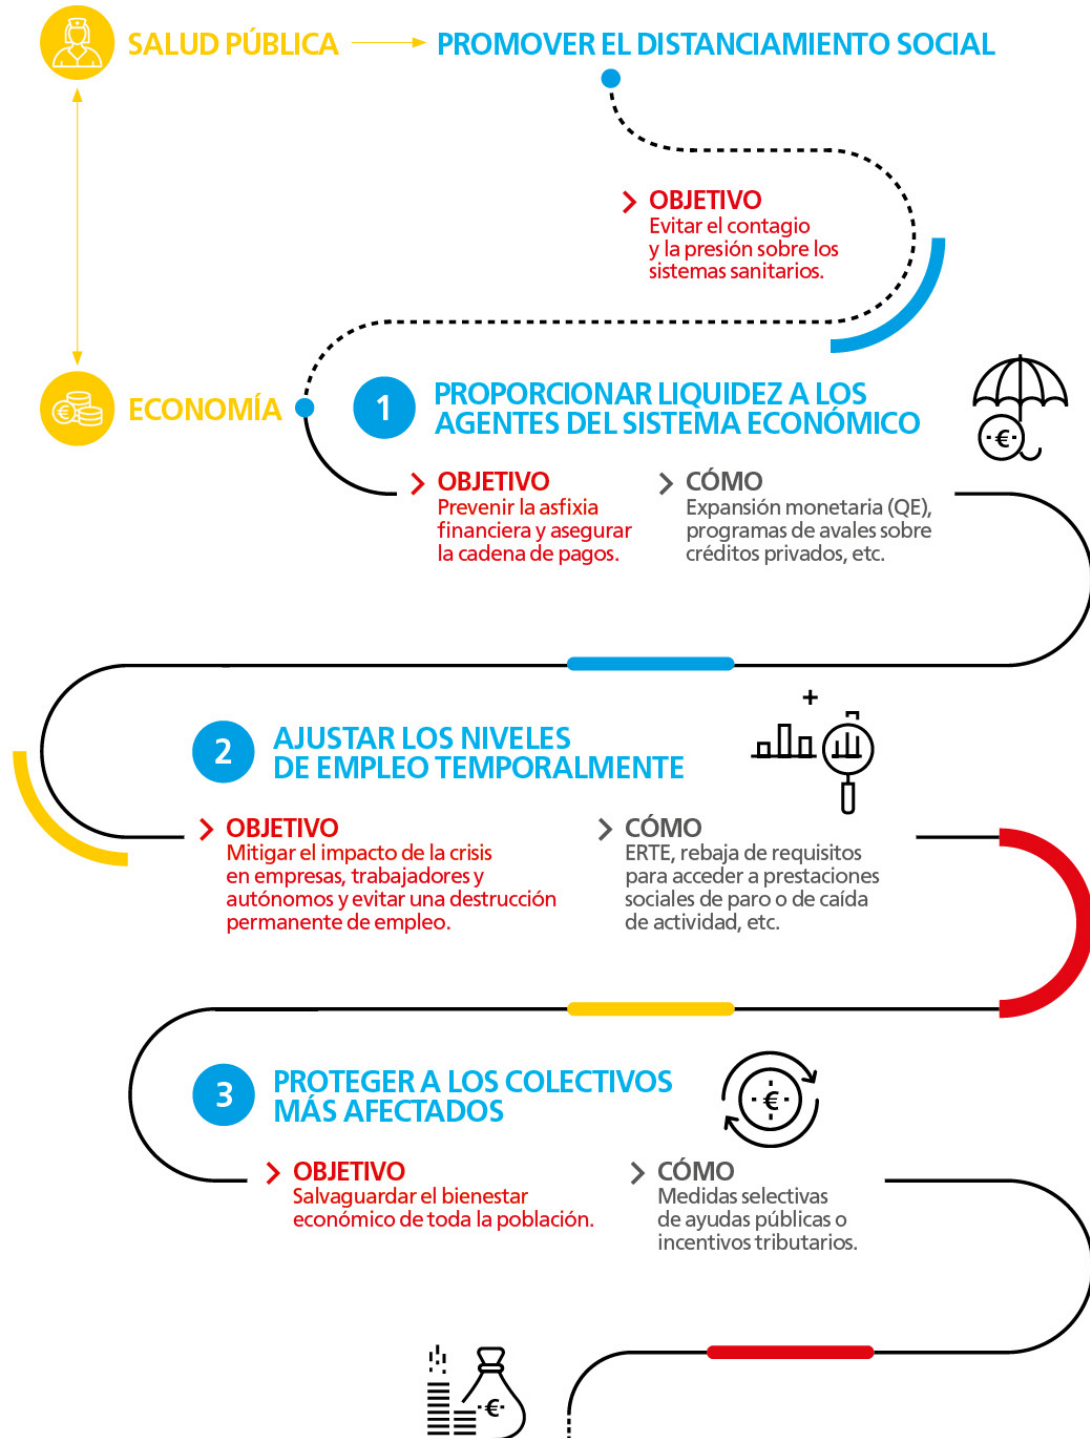 SALUD PÚBLICA
PROMOVER EL DISTANCIAMIENTO SOCIAL
OBJETIVO
Evitar el contagio
y la presión sobre los
sistemas sanitarios.
ECONOMÍA
1
PROPORCIONAR LIQUIDEZ A LOS
AGENTES DEL SISTEMA ECONÓMICO
€
OBJETIVO
Prevenir la asfixia
financiera y asegurar
la cadena de pagos.
CÓMO
Expansión monetaria (QE),
programas de avales sobre
créditos privados, etc.
2
AJUSTAR LOS NIVELES
DE EMPLEO TEMPORALMENTE
OBJETIVO
Mitigar el impacto de la crisis
en empresas, trabajadores y
autónomos y evitar una destrucción
permanente de empleo.
CÓMO
ERTE, rebaja de requisitos
para acceder a prestaciones
sociales de paro o de caída
de actividad, etc.
3
PROTEGER A LOS COLECTIVOS
MÁS AFECTADOS
€
OBJETIVO
Salvaguardar el bienestar
económico de toda la población.
CÓMO
Medidas selectivas
de ayudas públicas o
incentivos tributarios.
€